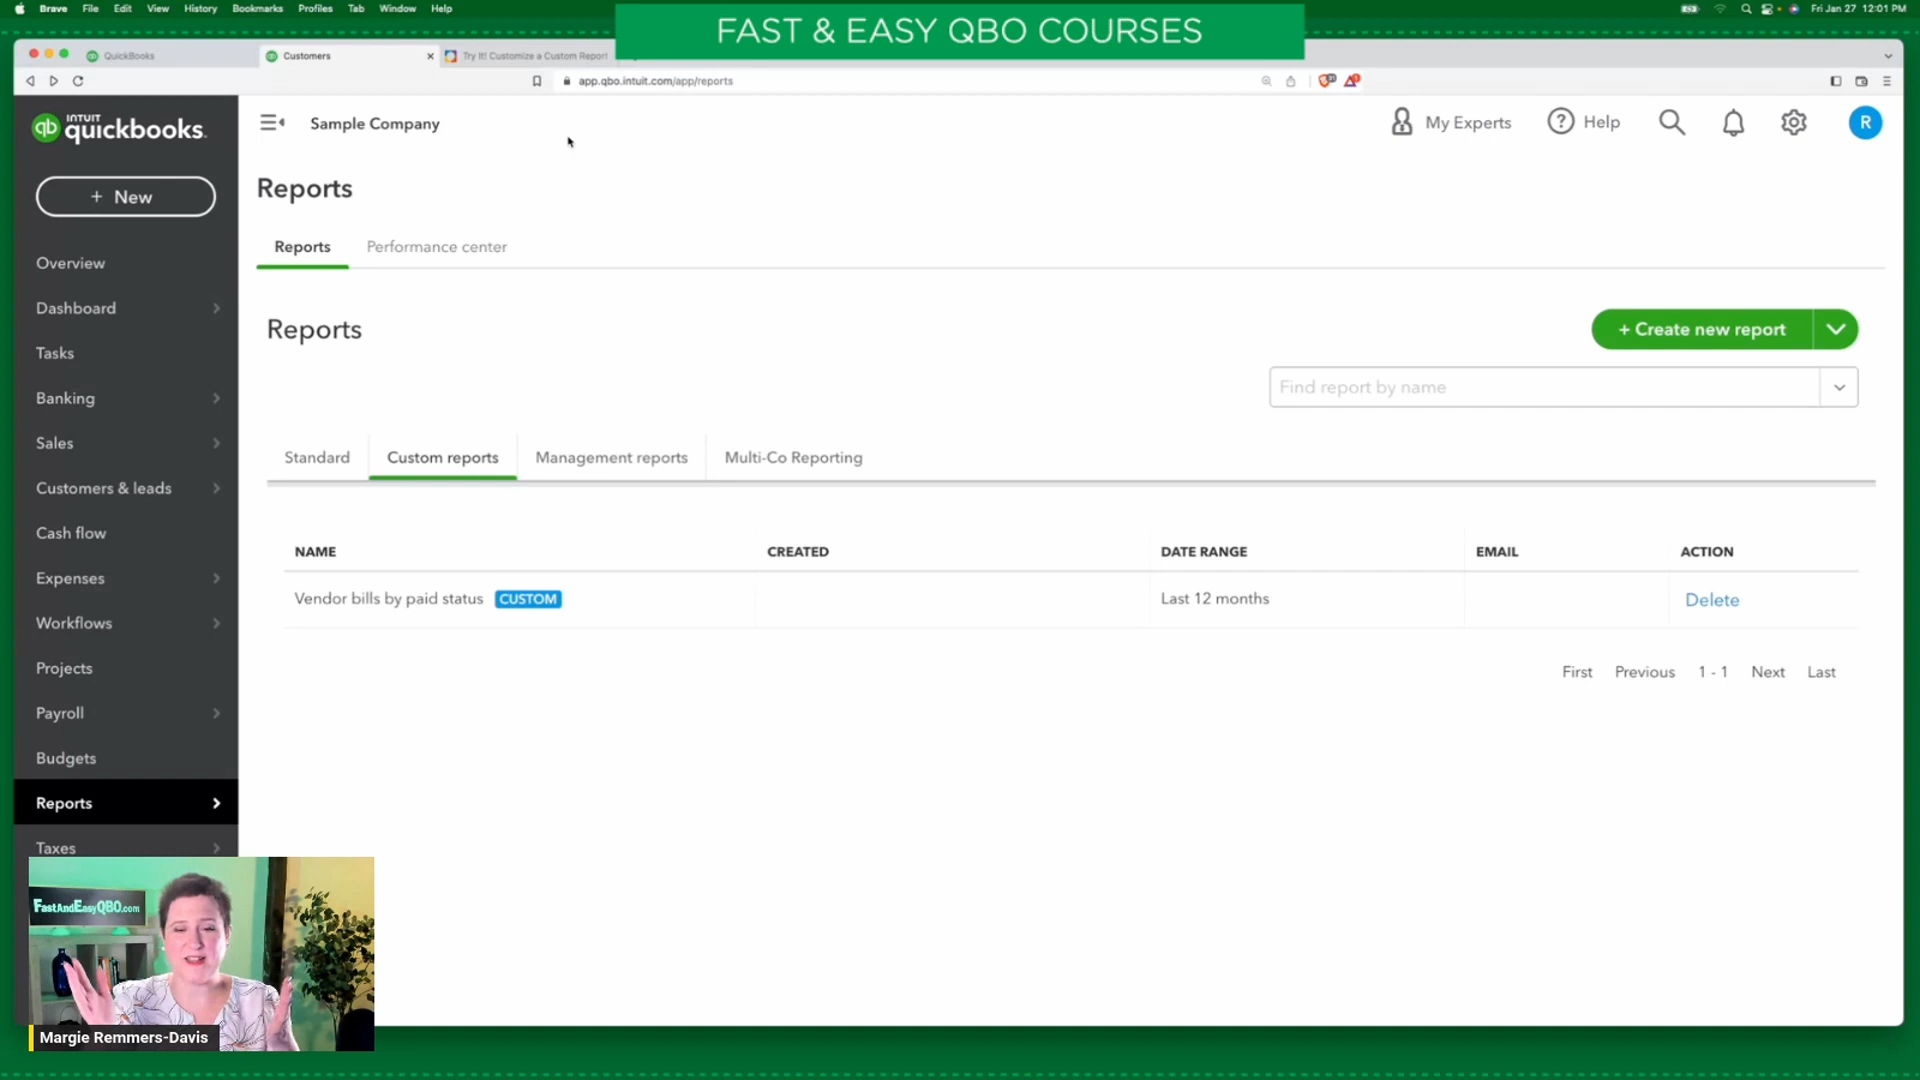 Brave File Edit View History Bookmarks Profiles Tab Window Help
Fri Jan 27 12:01 PM
FAST & EASY QBO COURSES
QuickBooks
Customers
Try It! Customize a Custom Report
app.qbo.intuit.com/app/reports
INTUIT
quickbooks.
Sample Company
My Experts
Help
R
+ New
Reports
Reports
Performance center
Overview
Dashboard
Tasks
Banking
Sales
Customers & leads
Cash flow
Expenses
Workflows
Projects
Payroll
Budgets
Reports
Taxes
Reports
+ Create new report
Find report by name
Standard
Custom reports
Management reports
Multi-Co Reporting
NAME CREATED DATE RANGE EMAIL ACTION
Vendor bills by paid status CUSTOM Last 12 months Delete
First Previous 1 - 1 Next Last
FastAndEasyQBO.com
Margie Remmers-Davis